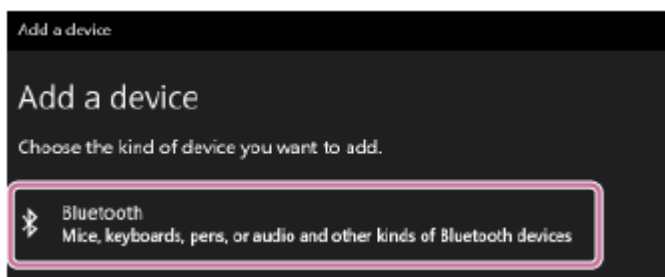 Add a device
Add a device
Choose the kind of device you want to add.
Bluetooth
Mice, keyboards, pens, or audio and other kinds of Bluetooth devices